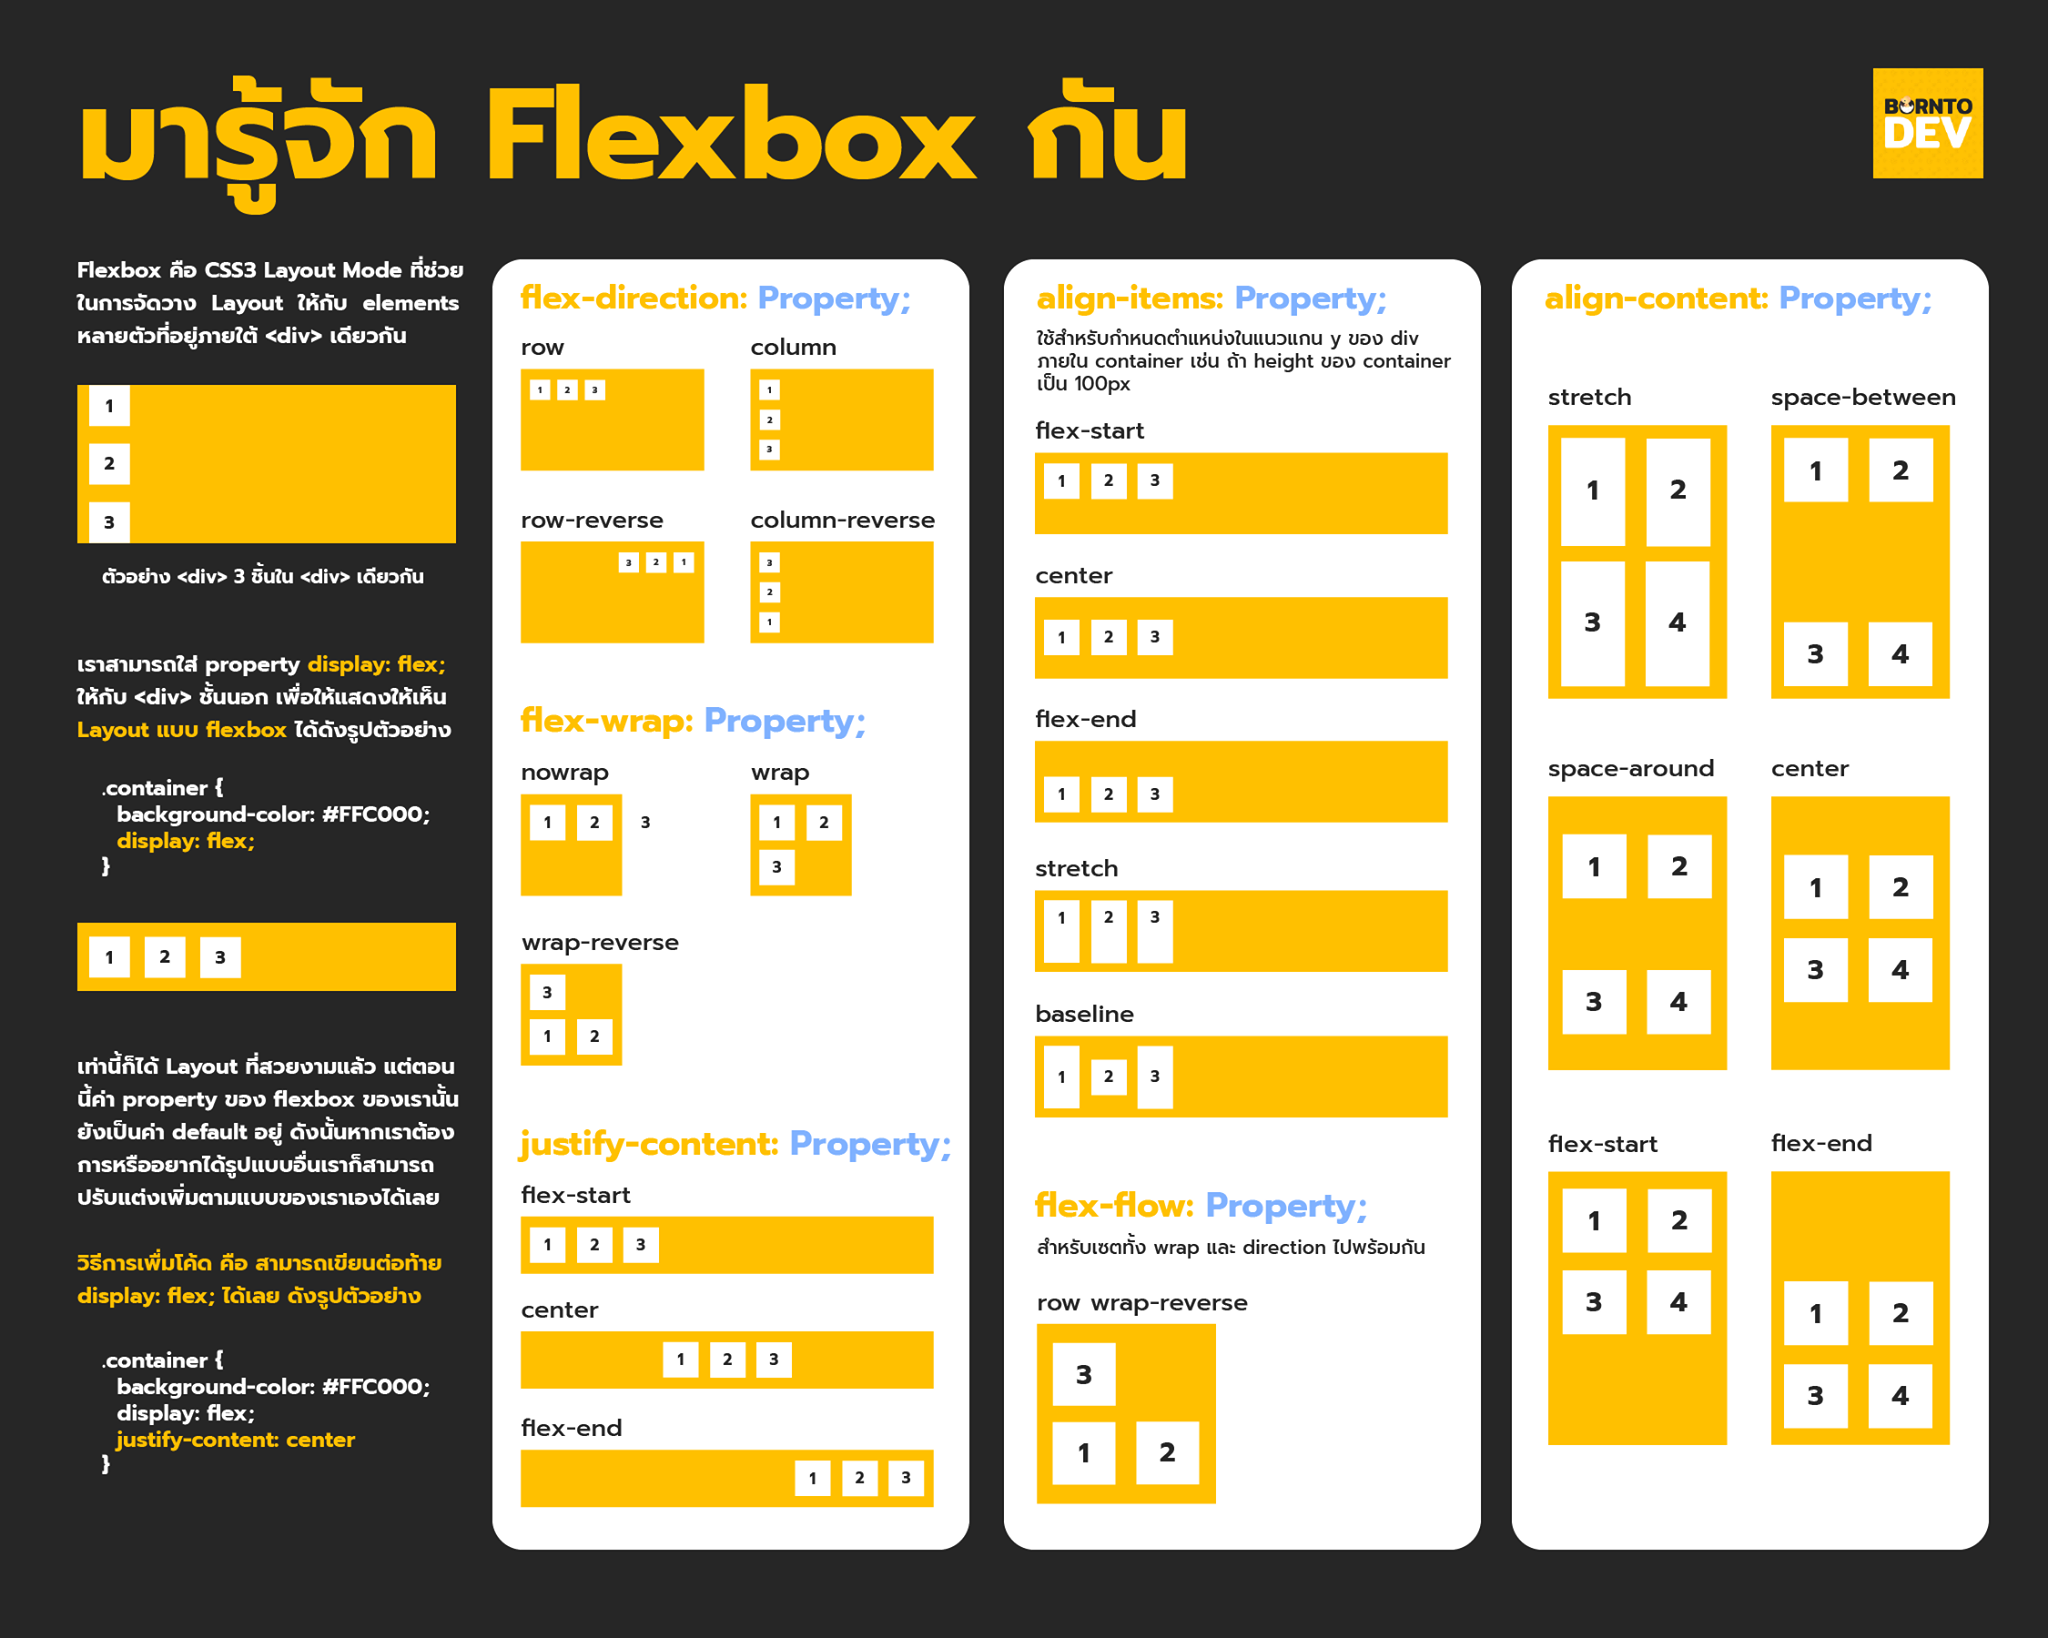 มารู้จัก Flexbox กัน
BORNTO
DEV
Flexbox คือ CSS3 Layout Mode ที่ช่วย
ในการจัดวาง Layout ให้กับ elements
หลายตัวที่อยู่ภายใต้ <div> เดียวกัน
1
2
3
ตัวอย่าง <div> 3 ชิ้นใน <div> เดียวกัน
เราสามารถใส่ property display: flex;
ให้กับ <div> ชั้นนอก เพื่อให้แสดงให้เห็น
Layout แบบ flexbox ได้ดังรูปตัวอย่าง
.container {
background-color: #FFC000;
display: flex;
}
1 2 3
เท่านี้ก็ได้ Layout ที่สวยงามแล้ว แต่ตอน
นี้ค่า property ของ flexbox ของเรานั้น
ยังเป็นค่า default อยู่ ดังนั้นหากเราต้อง
การหรืออยากได้รูปแบบอื่นเราก็สามารถ
ปรับแต่งเพิ่มตามแบบของเราเองได้เลย
วิธีการเพิ่มโค้ด คือ สามารถเขียนต่อท้าย
display: flex; ได้เลย ดังรูปตัวอย่าง
.container {
background-color: #FFC000;
display: flex;
justify-content: center
}
flex-direction: Property;
row
1 2 3
column
1
2
3
row-reverse
3 2 1
column-reverse
3
2
1
flex-wrap: Property;
nowrap
1 2 3
wrap
1 2
3
wrap-reverse
3
1 2
justify-content: Property;
flex-start
1 2 3
center
1 2 3
flex-end
1 2 3
align-items: Property;
ใช้สำหรับกำหนดตำแหน่งในแนวแกน y ของ div
ภายใน container เช่น ถ้า height ของ container
เป็น 100px
flex-start
1 2 3
center
1 2 3
flex-end
1 2 3
stretch
1 2 3
baseline
1 2 3
flex-flow: Property;
สำหรับเซตทั้ง wrap และ direction ไปพร้อมกัน
row wrap-reverse
3
1 2
align-content: Property;
stretch
1 2
3 4
space-between
1 2
3 4
space-around
1 2
3 4
center
1 2
3 4
flex-start
1 2
3 4
flex-end
1 2
3 4